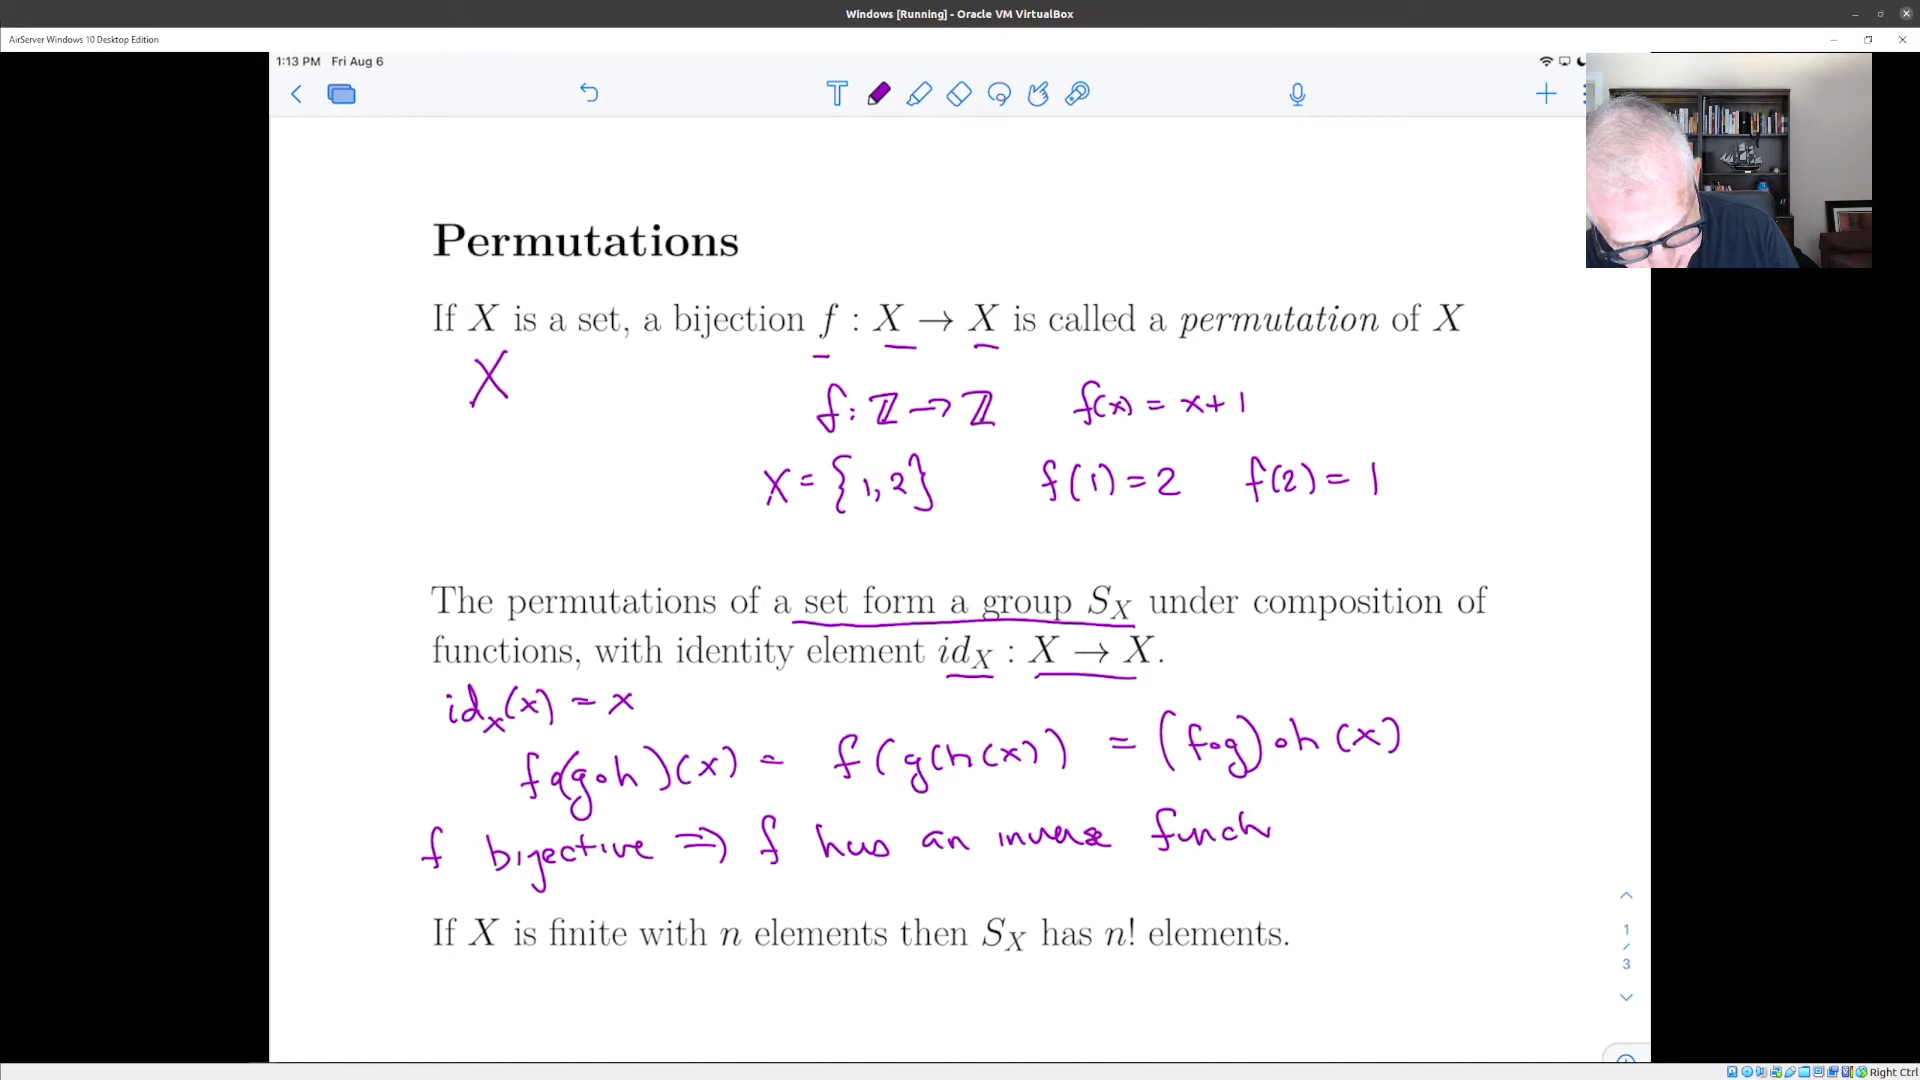 Windows [Running] - Oracle VM VirtualBox
AirServer Windows 10 Desktop Edition
1:13 PM Fri Aug 6
Permutations
If X is a set, a bijection f : X → X is called a permutation of X
X
f: ℤ → ℤ f(x) = x+1
X = {1,2} f(1) = 2 f(2) = 1
The permutations of a set form a group S_X under composition of
functions, with identity element id_X : X → X.
id_X(x) = x
f∘(g∘h)(x) = f(g(h(x)) = (f∘g)∘h(x)
f bijective ⇒ f has an inverse funch
If X is finite with n elements then S_X has n! elements.
1
/
3
Right Ctrl